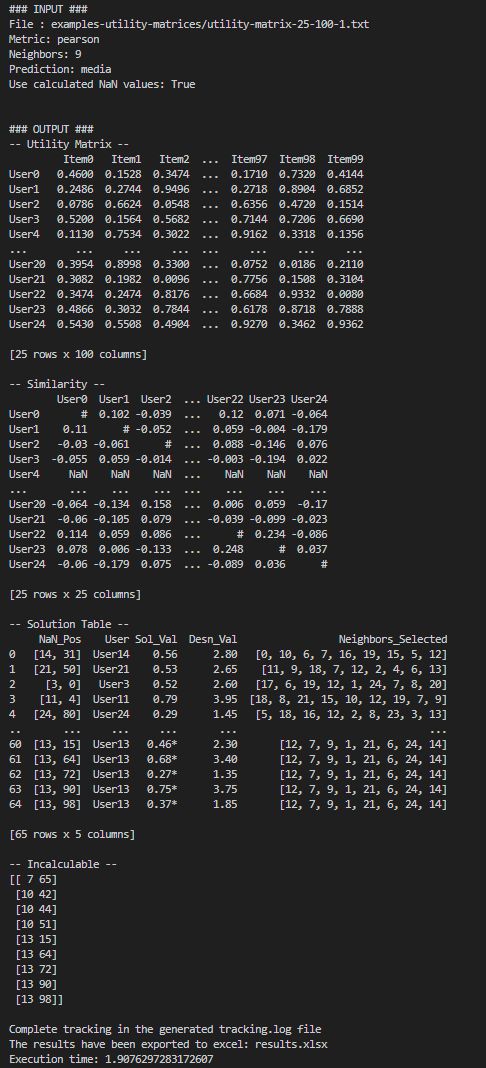 ### INPUT ###
File : examples-utility-matrices/utility-matrix-25-100-1.txt
Metric: pearson
Neighbors: 9
Prediction: media
Use calculated NaN values: True
### OUTPUT ###
-- Utility Matrix --
Item0 Item1 Item2 ... Item97 Item98 Item99
User0 0.4600 0.1528 0.3474 ... 0.1710 0.7320 0.4144
User1 0.2486 0.2744 0.9496 ... 0.2718 0.8904 0.6852
User2 0.0786 0.6624 0.0548 ... 0.6356 0.4720 0.1514
User3 0.5200 0.1564 0.5682 ... 0.7144 0.7206 0.6690
User4 0.1130 0.7534 0.3022 ... 0.9162 0.3318 0.1356
... ... ... ... ... ... ... ...
User20 0.3954 0.8998 0.3300 ... 0.0752 0.0186 0.2110
User21 0.3082 0.1982 0.0096 ... 0.7756 0.1508 0.3104
User22 0.3474 0.2474 0.8176 ... 0.6684 0.9332 0.0080
User23 0.4866 0.3032 0.7844 ... 0.6178 0.8718 0.7888
User24 0.5430 0.5508 0.4904 ... 0.9270 0.3462 0.9362
[25 rows x 100 columns]
-- Similarity --
User0 User1 User2 ... User22 User23 User24
User0 # 0.102 -0.039 ... 0.12 0.071 -0.064
User1 0.11 # -0.052 ... 0.059 -0.004 -0.179
User2 -0.03 -0.061 # ... 0.088 -0.146 0.076
User3 -0.055 0.059 -0.014 ... -0.003 -0.194 0.022
User4 NaN NaN NaN ... NaN NaN NaN
... ... ... ... ... ... ... ...
User20 -0.064 -0.134 0.158 ... 0.006 0.059 -0.17
User21 -0.06 -0.105 0.079 ... -0.039 -0.099 -0.023
User22 0.114 0.059 0.086 ... # 0.234 -0.086
User23 0.078 0.006 -0.133 ... 0.248 # 0.037
User24 -0.06 -0.179 0.075 ... -0.089 0.036 #
[25 rows x 25 columns]
-- Solution Table --
NaN_Pos User Sol_Val Desn_Val Neighbors_Selected
0 [14, 31] User14 0.56 2.80 [0, 10, 6, 7, 16, 19, 15, 5, 12]
1 [21, 50] User21 0.53 2.65 [11, 9, 18, 7, 12, 2, 4, 6, 13]
2 [3, 0] User3 0.52 2.60 [17, 6, 19, 12, 1, 24, 7, 8, 20]
3 [11, 4] User11 0.79 3.95 [18, 8, 21, 15, 10, 12, 19, 7, 9]
4 [24, 80] User24 0.29 1.45 [5, 18, 16, 12, 2, 8, 23, 3, 13]
.. ... ... ... ... ...
60 [13, 15] User13 0.46* 2.30 [12, 7, 9, 1, 21, 6, 24, 14]
61 [13, 64] User13 0.68* 3.40 [12, 7, 9, 1, 21, 6, 24, 14]
62 [13, 72] User13 0.27* 1.35 [12, 7, 9, 1, 21, 6, 24, 14]
63 [13, 90] User13 0.75* 3.75 [12, 7, 9, 1, 21, 6, 24, 14]
64 [13, 98] User13 0.37* 1.85 [12, 7, 9, 1, 21, 6, 24, 14]
[65 rows x 5 columns]
-- Incalculable --
[[ 7 65]
[10 42]
[10 44]
[10 51]
[13 15]
[13 64]
[13 72]
[13 90]
[13 98]]
Complete tracking in the generated tracking.log file
The results have been exported to excel: results.xlsx
Execution time: 1.9076297283172607